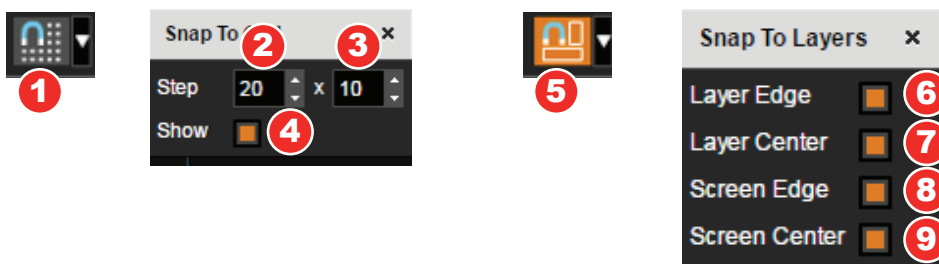 1
Snap To
2
3
×
Step 20 x 10
Show
4
5
Snap To Layers ×
Layer Edge 6
Layer Center 7
Screen Edge 8
Screen Center 9